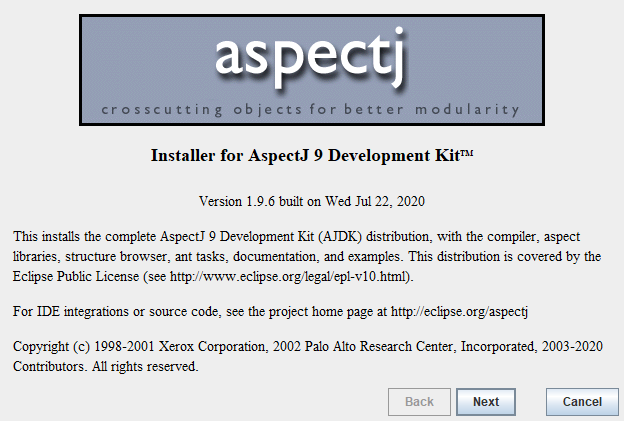 aspectj
crosscutting objects for better modularity
Installer for AspectJ 9 Development Kit™
Version 1.9.6 built on Wed Jul 22, 2020
This installs the complete AspectJ 9 Development Kit (AJDK) distribution, with the compiler, aspect
libraries, structure browser, ant tasks, documentation, and examples. This distribution is covered by the
Eclipse Public License (see http://www.eclipse.org/legal/epl-v10.html).
For IDE integrations or source code, see the project home page at http://eclipse.org/aspectj
Copyright (c) 1998-2001 Xerox Corporation, 2002 Palo Alto Research Center, Incorporated, 2003-2020
Contributors. All rights reserved.
Back Next Cancel